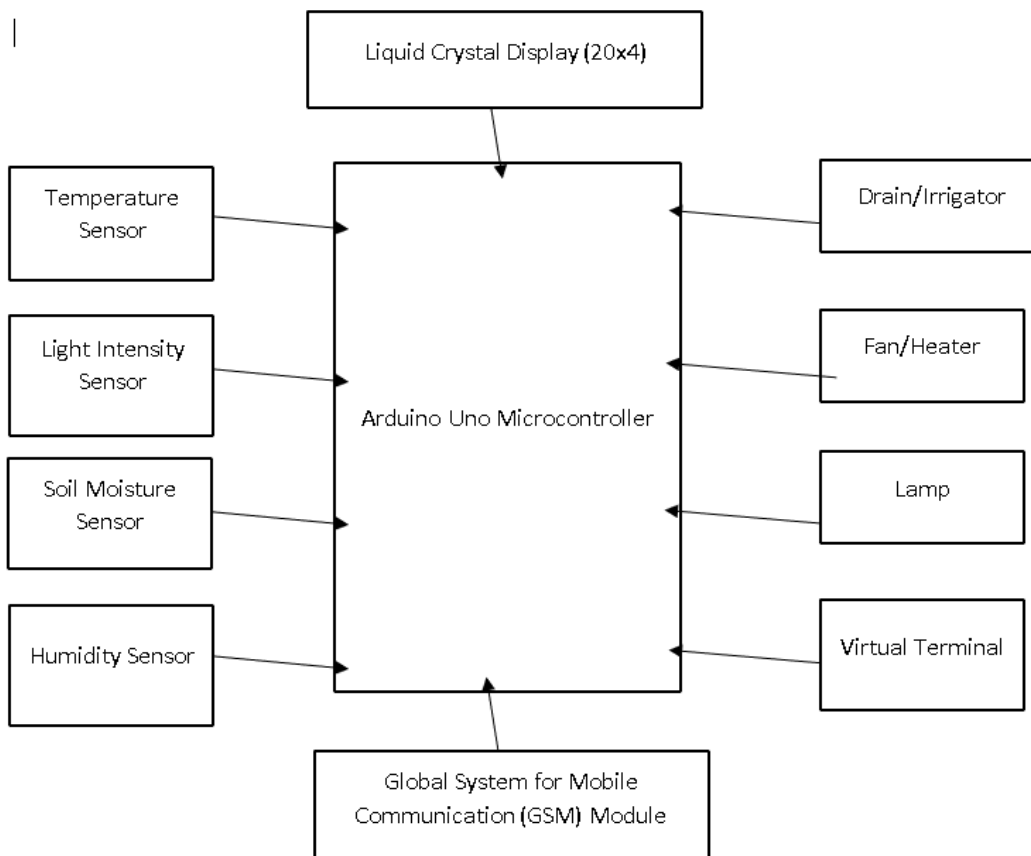 Liquid Crystal Display (20x4)
Temperature
Sensor
Light Intensity
Sensor
Soil Moisture
Sensor
Humidity Sensor
Arduino Uno Microcontroller
Drain/Irrigator
Fan/Heater
Lamp
Virtual Terminal
Global System for Mobile
Communication (GSM) Module